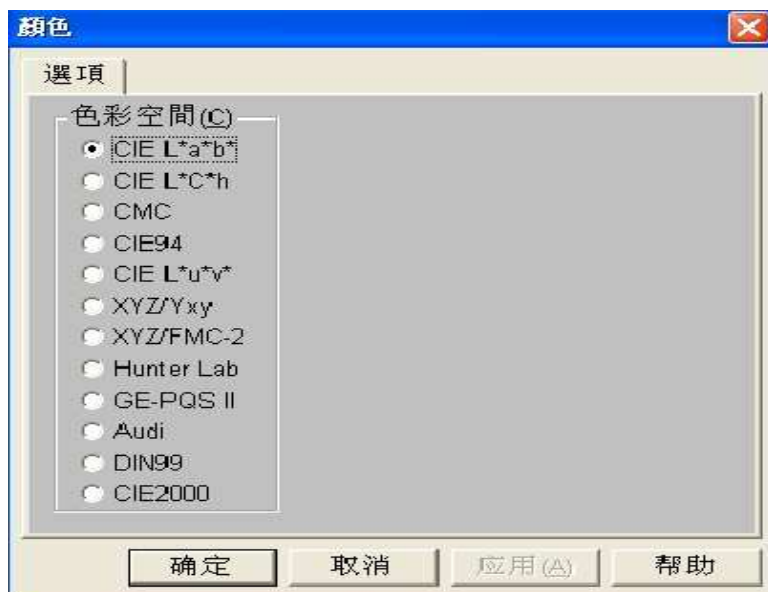 顏色
選項
色彩空間(C)
CIE L*a*b*
CIE L*C*h
CMC
CIE94
CIE L*u*v*
XYZ/Yxy
XYZ/FMC-2
Hunter Lab
GE-PQS II
Audi
DIN99
CIE2000
确定 取消 应用(A) 帮助